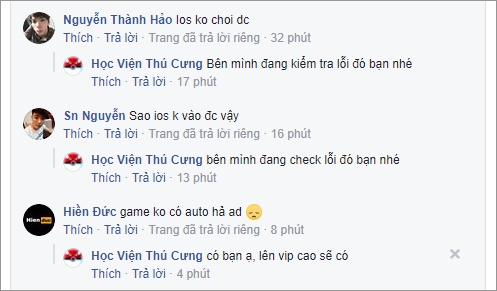 Nguyễn Thành Hảo Ios ko choi dc
Thích · Trả lời · Trang đã trả lời riêng · 32 phút
Học Viện Thú Cưng Bên mình đang kiểm tra lỗi đó bạn nhé
Thích · Trả lời · 17 phút
Sn Nguyễn Sao ios k vào đc vậy
Thích · Trả lời · Trang đã trả lời riêng · 16 phút
Học Viện Thú Cưng bên mình đang check lỗi đó bạn nhé
Thích · Trả lời · 13 phút
Hiền Đức game ko có auto hả ad 😞
Thích · Trả lời · Trang đã trả lời riêng · 8 phút
Hien đức
Học Viện Thú Cưng có bạn ạ, lên vip cao sẽ có
Thích · Trả lời · 4 phút